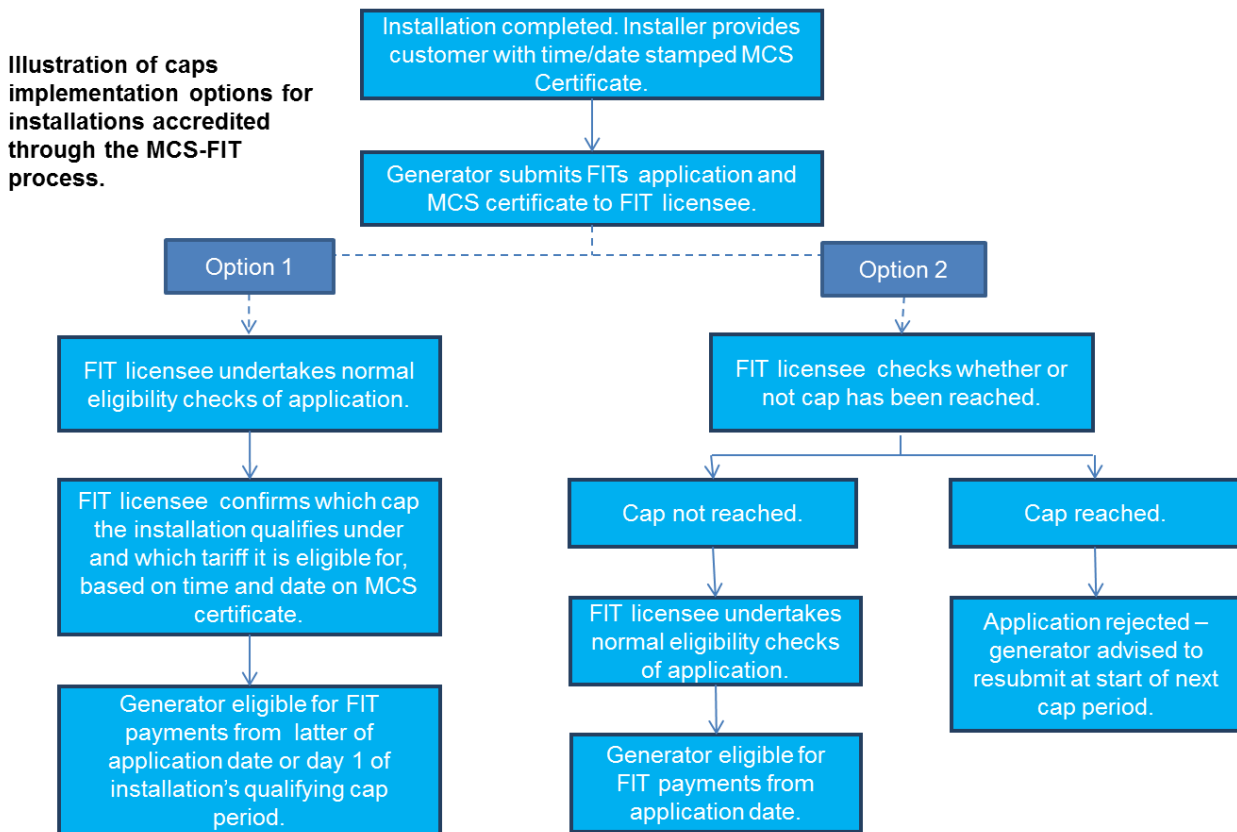 Illustration of caps
implementation options for
installations accredited
through the MCS-FIT
process.
Installation completed. Installer provides
customer with time/date stamped MCS
Certificate.
Generator submits FITs application and
MCS certificate to FIT licensee.
Option 1
Option 2
FIT licensee undertakes normal
eligibility checks of application.
FIT licensee confirms which cap
the installation qualifies under
and which tariff it is eligible for,
based on time and date on MCS
certificate.
Generator eligible for FIT
payments from latter of
application date or day 1 of
installation's qualifying cap
period.
FIT licensee checks whether or
not cap has been reached.
Cap not reached.
Cap reached.
FIT licensee undertakes
normal eligibility checks
of application.
Application rejected –
generator advised to
resubmit at start of next
cap period.
Generator eligible for
FIT payments from
application date.